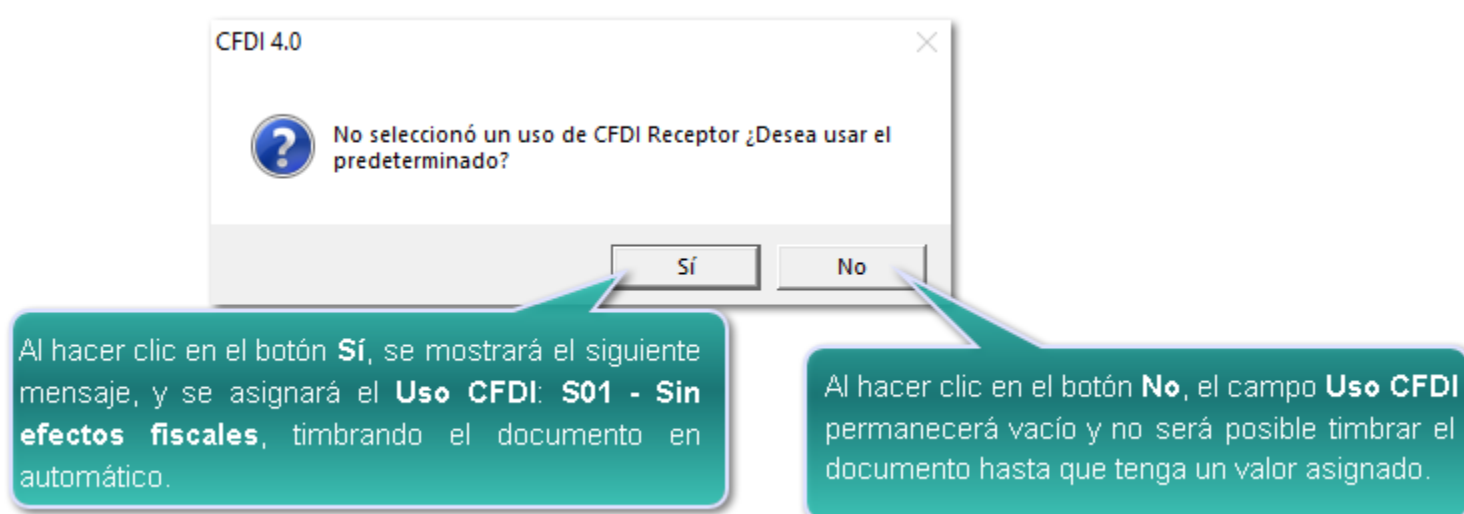 CFDI 4.0
No seleccionó un uso de CFDI Receptor ¿Desea usar el
predeterminado?
Sí
No
Al hacer clic en el botón Sí, se mostrará el siguiente
mensaje, y se asignará el Uso CFDI: S01 - Sin
efectos fiscales, timbrando el documento en
automático.
Al hacer clic en el botón No, el campo Uso CFDI
permanecerá vacío y no será posible timbrar el
documento hasta que tenga un valor asignado.